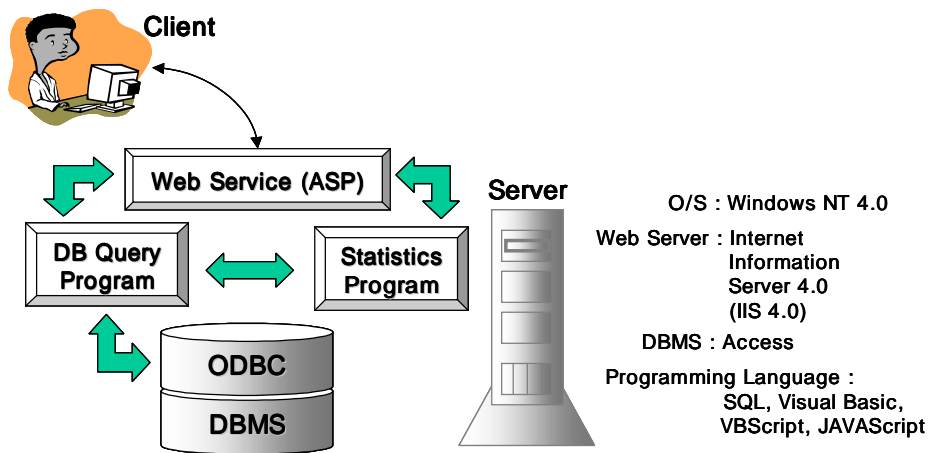 Client
Web Service (ASP)
DB Query
Program
Statistics
Program
ODBC
DBMS
Server
O/S : Windows NT 4.0
Web Server : Internet
Information
Server 4.0
(IIS 4.0)
DBMS : Access
Programming Language :
SQL, Visual Basic,
VBScript, JAVAScript